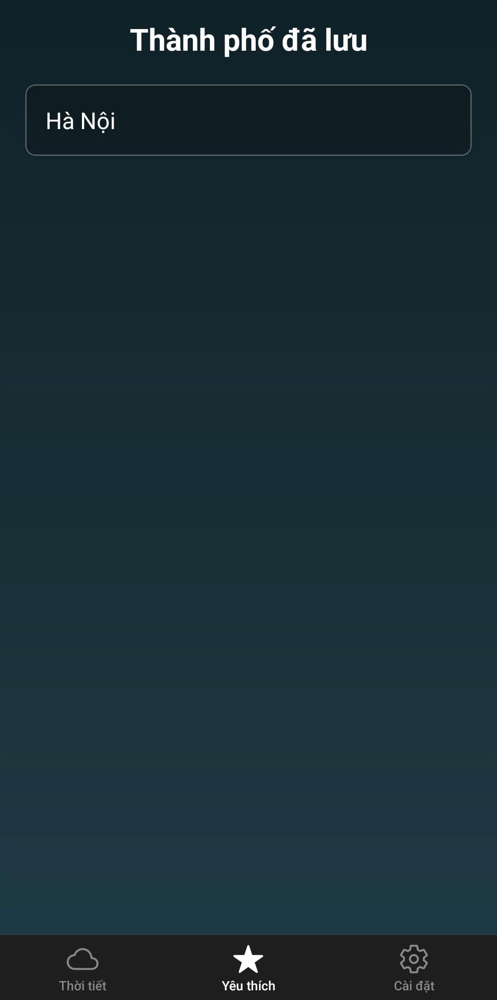 Thành phố đã lưu
Hà Nội
Thời tiết
Yêu thích
Cài đặt